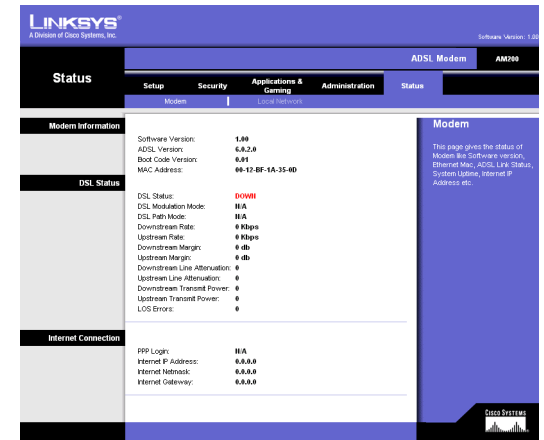 LINKSYS®
A Division of Cisco Systems, Inc.
Software Version: 1.00
ADSL Modem
AM200
Status
Setup
Security
Applications & Gaming
Administration
Status
Modem
Local Network
Modem Information
Software Version: 1.00
ADSL Version: 6.0.2.0
Boot Code Version: 0.01
MAC Address: 00-12-BF-1A-35-0D
DSL Status
DSL Status: DOWN
DSL Modulation Mode: N/A
DSL Path Mode: N/A
Downstream Rate: 0 Kbps
Upstream Rate: 0 Kbps
Downstream Margin: 0 db
Upstream Margin: 0 db
Downstream Line Attenuation: 0
Upstream Line Attenuation: 0
Downstream Transmit Power: 0
Upstream Transmit Power: 0
LOS Errors: 0
Internet Connection
PPP Login: N/A
Internet IP Address: 0.0.0.0
Internet Netmask: 0.0.0.0
Internet Gateway: 0.0.0.0
Modem
This page gives the status of
Modem like Software version,
Ethernet Mac, ADSL Link Status,
System Uptime, Internet IP
Address etc.
CISCO SYSTEMS